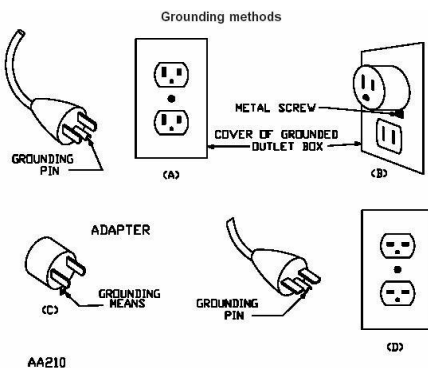 Grounding methods
GROUNDING
PIN
(A)
METAL SCREW
COVER OF GROUNDED
OUTLET BOX
(B)
ADAPTER
(C)
GROUNDING
MEANS
GROUNDING
PIN
(D)
AA210